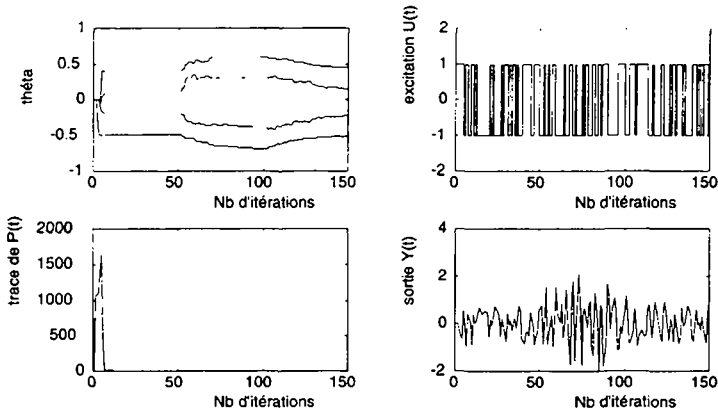 1
0.5
0
-0.5
-1
théta
0 50 100 150
Nb d'itérations
2
1
0
-1
-2
excitation U(t)
0 50 100 150
Nb d'itérations
2000
1500
1000
500
0
trace de P(t)
0 50 100 150
Nb d'itérations
4
2
0
-2
sortie Y(t)
0 50 100 150
Nb d'itérations